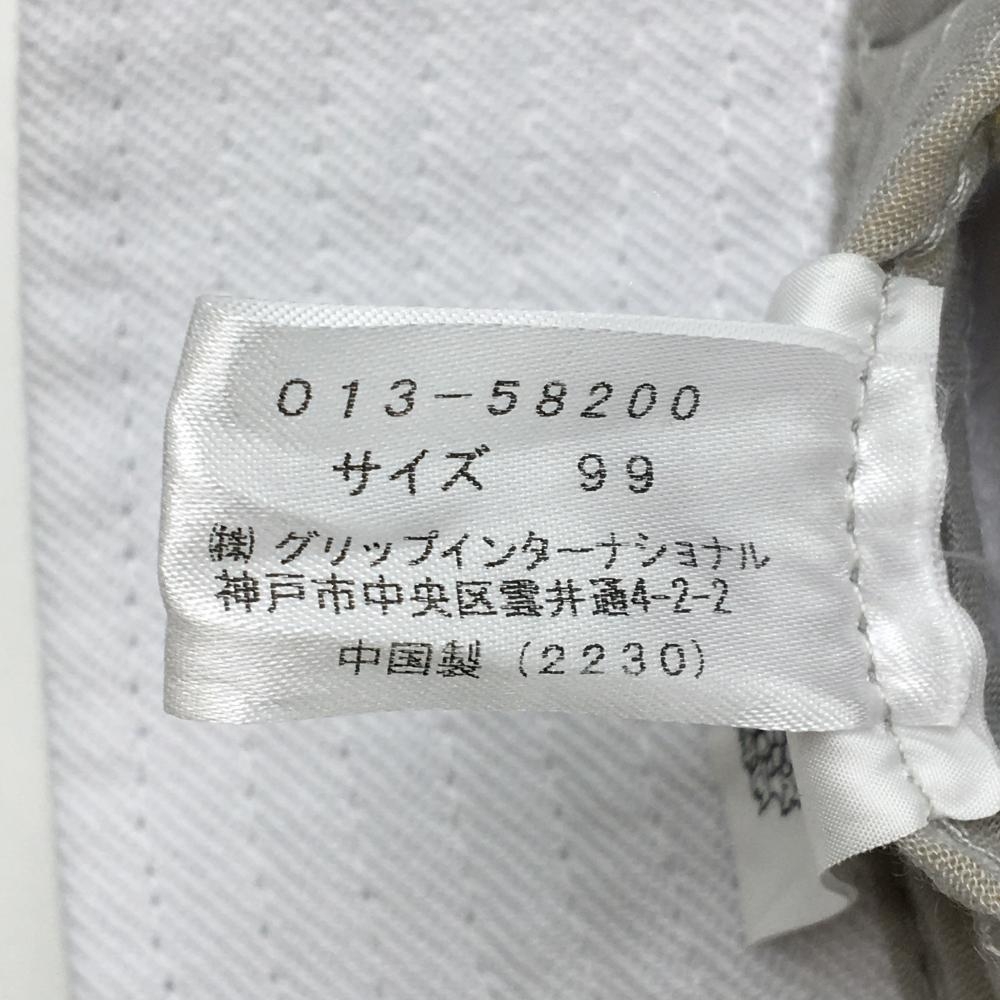 013-58200
サイズ 99
㈱グリップインターナショナル
神戸市中央区雲井通4-2-2
中国製 (2230)